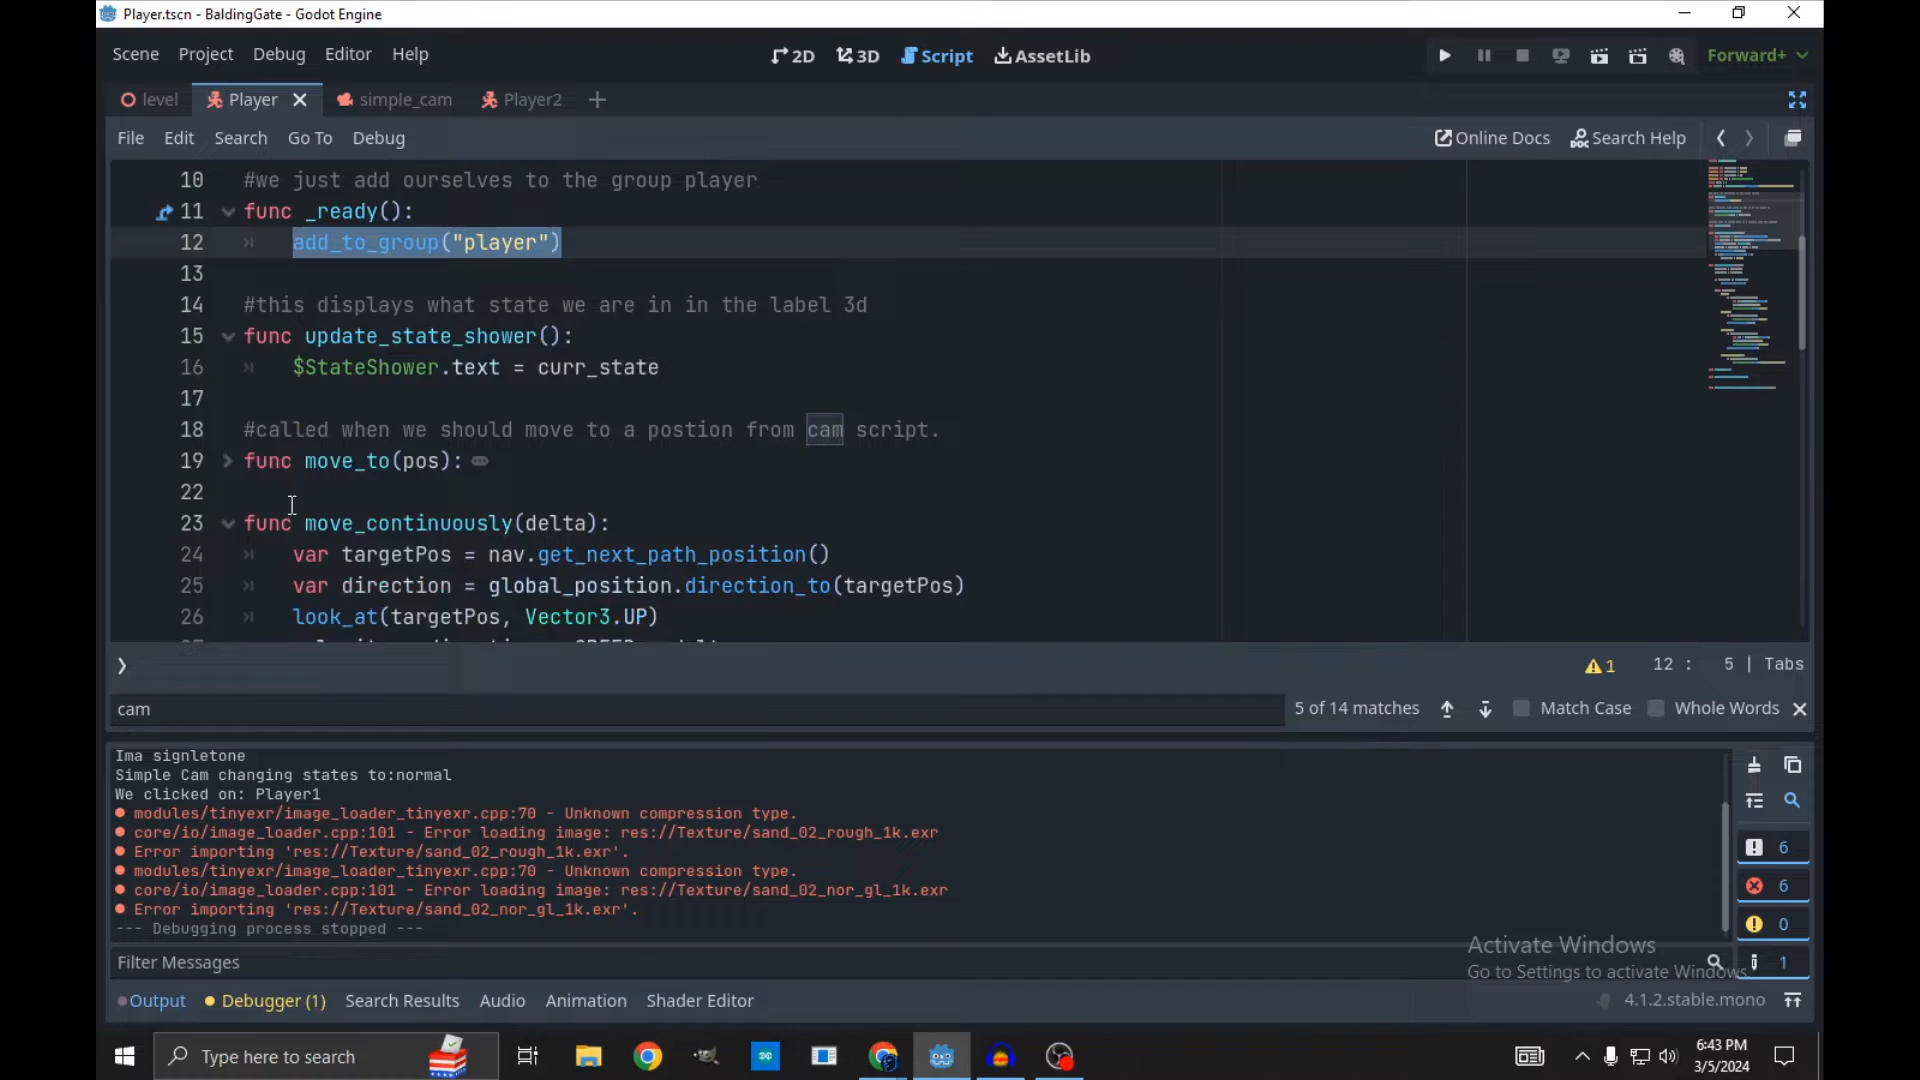 Player.tscn - BaldingGate - Godot Engine
Scene Project Debug Editor Help
2D 3D Script AssetLib
Forward+
level Player simple_cam Player2
File Edit Search Go To Debug
Online Docs Search Help
10 #we just add ourselves to the group player
11 func _ready():
12 add_to_group("player")
13
14 #this displays what state we are in in the label 3d
15 func update_state_shower():
16 $StateShower.text = curr_state
17
18 #called when we should move to a postion from cam script.
19 func move_to(pos):
22
23 func move_continuously(delta):
24 var targetPos = nav.get_next_path_position()
25 var direction = global_position.direction_to(targetPos)
26 look_at(targetPos, Vector3.UP)
1 12 : 5 | Tabs
cam 5 of 14 matches Match Case Whole Words
Ima signletone
Simple Cam changing states to:normal
We clicked on: Player1
modules/tinyexr/image_loader_tinyexr.cpp:70 - Unknown compression type.
core/io/image_loader.cpp:101 - Error loading image: res://Texture/sand_02_rough_1k.exr
Error importing 'res://Texture/sand_02_rough_1k.exr'.
modules/tinyexr/image_loader_tinyexr.cpp:70 - Unknown compression type.
core/io/image_loader.cpp:101 - Error loading image: res://Texture/sand_02_nor_gl_1k.exr
Error importing 'res://Texture/sand_02_nor_gl_1k.exr'.
--- Debugging process stopped ---
6
6
0
1
Activate Windows
Go to Settings to activate Windows.
Filter Messages
Output Debugger (1) Search Results Audio Animation Shader Editor
4.1.2.stable.mono
Type here to search
6:43 PM
3/5/2024